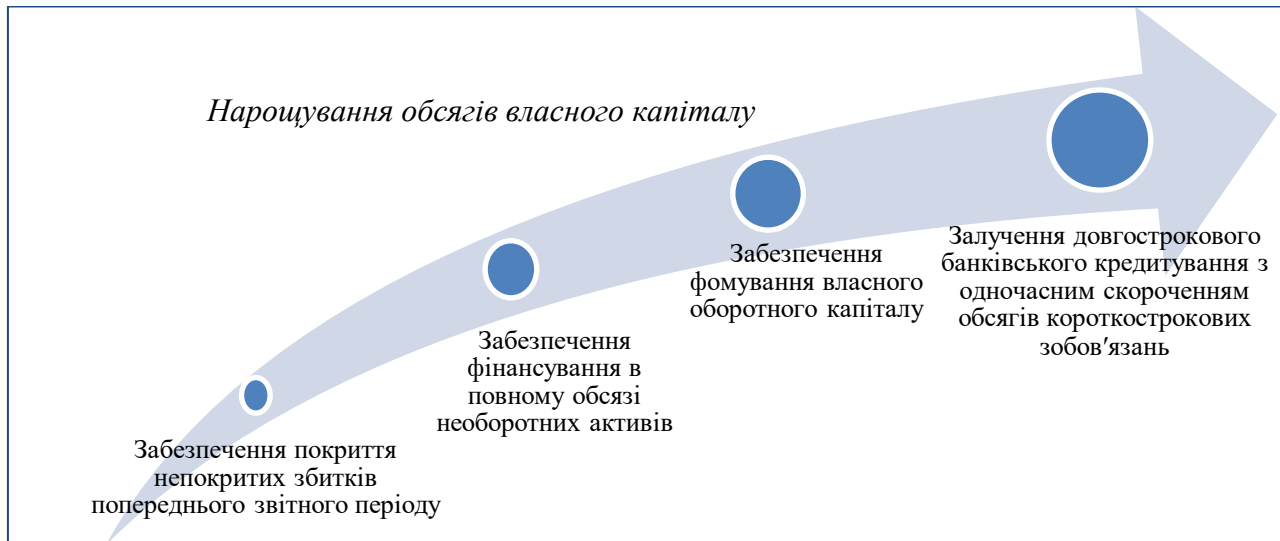 Нарощування обсягів власного капіталу
Забезпечення покриття
непокритих збитків
попереднього звітного періоду
Забезпечення
фінансування в
повному обсязі
необоротних активів
Забезпечення
фомування власного
оборотного капіталу
Залучення довгострокового
банківського кредитування з
одночасним скороченням
обсягів короткострокових
зобов'язань